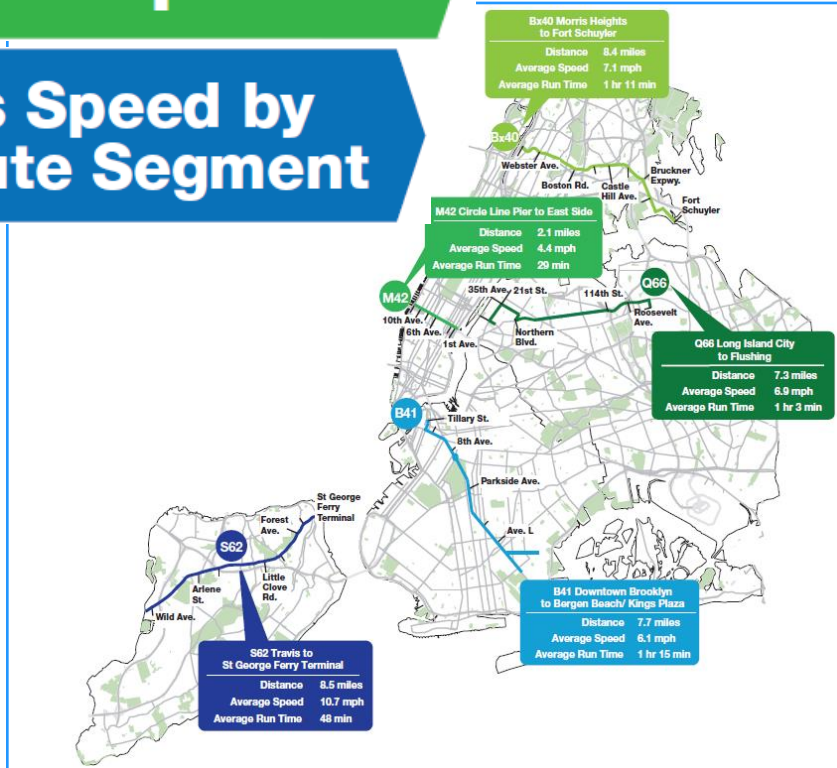 s Speed by
ute Segment
Bx40 Morris Heights
to Fort Schuyler
Distance 8.4 miles
Average Speed 7.1 mph
Average Run Time 1 hr 11 min
Bx40
Webster Ave.
Boston Rd.
Castle
Hill Ave.
Bruckner
Expwy.
Fort
Schuyler
M42 Circle Line Pier to East Side
Distance 2.1 miles
Average Speed 4.4 mph
Average Run Time 29 min
M42
10th Ave.
6th Ave.
1st Ave.
35th Ave.
21st St.
114th St.
Q66
Roosevelt
Ave.
Northern
Blvd.
Q66 Long Island City
to Flushing
Distance 7.3 miles
Average Speed 6.9 mph
Average Run Time 1 hr 3 min
B41
Tillary St.
8th Ave.
Parkside Ave.
Ave. L
B41 Downtown Brooklyn
to Bergen Beach/ Kings Plaza
Distance 7.7 miles
Average Speed 6.1 mph
Average Run Time 1 hr 15 min
St George
Ferry
Terminal
Forest
Ave.
S62
Little
Clove
Rd.
Arlene
St.
Wild Ave.
S62 Travis to
St George Ferry Terminal
Distance 8.5 miles
Average Speed 10.7 mph
Average Run Time 48 min